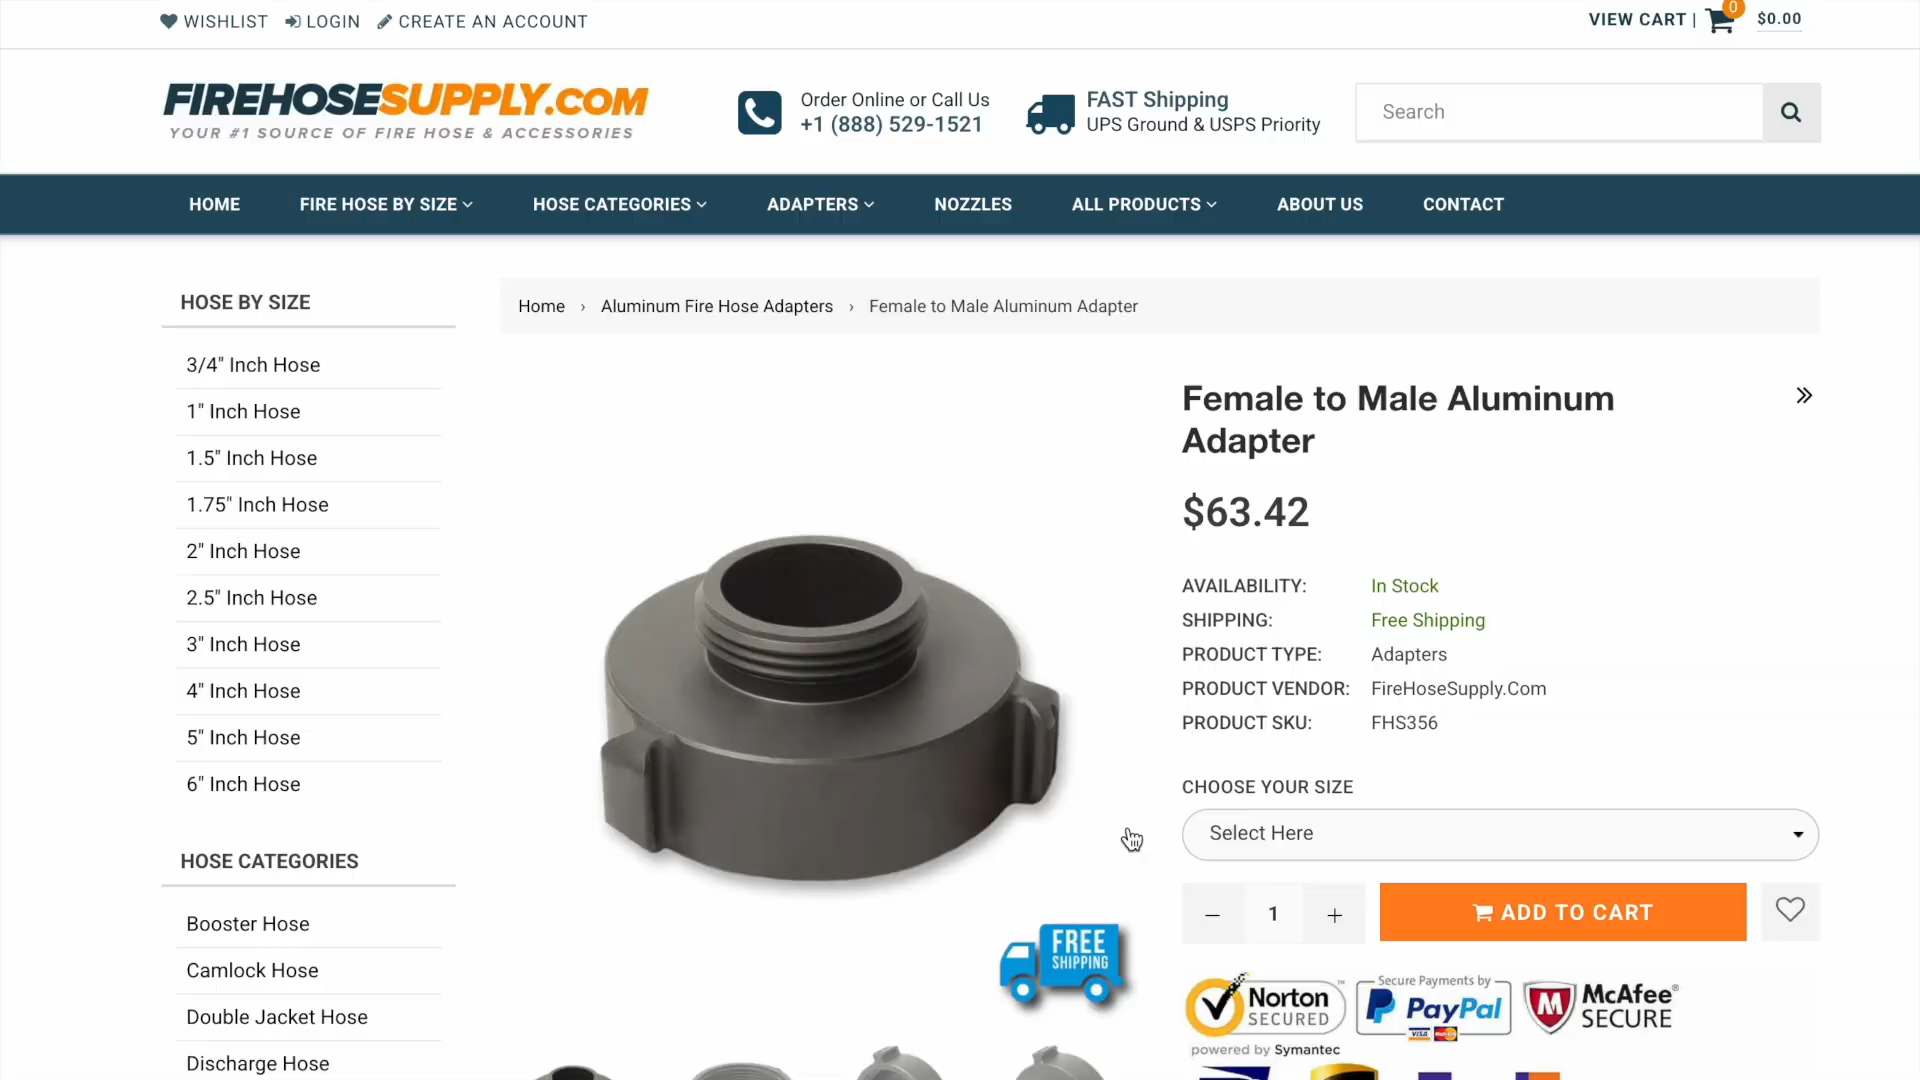 WISHLIST LOGIN CREATE AN ACCOUNT
VIEW CART | 0 $0.00
FIREHOSESUPPLY.COM
YOUR #1 SOURCE OF FIRE HOSE & ACCESSORIES
Order Online or Call Us
+1 (888) 529-1521
FAST Shipping
UPS Ground & USPS Priority
Search
HOME FIRE HOSE BY SIZE HOSE CATEGORIES ADAPTERS NOZZLES ALL PRODUCTS ABOUT US CONTACT
HOSE BY SIZE
3/4" Inch Hose
1" Inch Hose
1.5" Inch Hose
1.75" Inch Hose
2" Inch Hose
2.5" Inch Hose
3" Inch Hose
4" Inch Hose
5" Inch Hose
6" Inch Hose
HOSE CATEGORIES
Booster Hose
Camlock Hose
Double Jacket Hose
Discharge Hose
Home › Aluminum Fire Hose Adapters › Female to Male Aluminum Adapter
FREE
SHIPPING
Female to Male Aluminum
Adapter
$63.42
AVAILABILITY: In Stock
SHIPPING: Free Shipping
PRODUCT TYPE: Adapters
PRODUCT VENDOR: FireHoseSupply.Com
PRODUCT SKU: FHS356
CHOOSE YOUR SIZE
Select Here
– 1 + ADD TO CART
Norton
SECURED
powered by Symantec
Secure Payments by
PayPal
VISA
McAfee®
SECURE